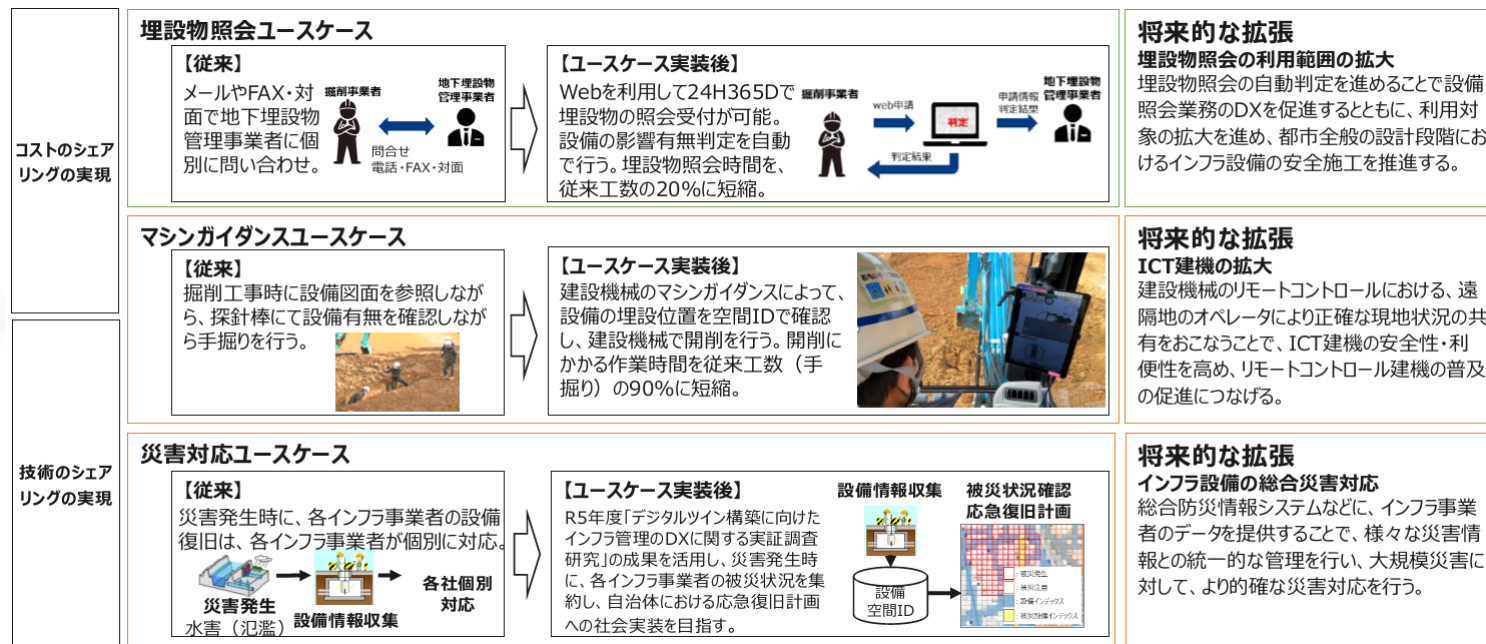 コストのシェア
リングの実現
技術のシェア
リングの実現
埋設物照会ユースケース
【従来】
メールやFAX・対
面で地下埋設物
管理事業者に個
別に問い合わせ。
掘削事業者
地下埋設物
管理事業者
問合せ
電話・FAX・対面
【ユースケース実装後】
Webを利用して24H365Dで
埋設物の照会受付が可能。
設備の影響有無判定を自動
で行う。埋設物照会時間を、
従来工数の20%に短縮。
掘削事業者
web申請
判定
申請情報
判定結果
地下埋設物
管理事業者
判定結果
将来的な拡張
埋設物照会の利用範囲の拡大
埋設物照会の自動判定を進めることで設備
照会業務のDXを促進するとともに、利用対
象の拡大を進め、都市全般の設計段階にお
けるインフラ設備の安全施工を推進する。
マシンガイダンスユースケース
【従来】
掘削工事時に設備図面を参照しなが
ら、探針棒にて設備有無を確認しなが
ら手掘りを行う。
【ユースケース実装後】
建設機械のマシンガイダンスによって、
設備の埋設位置を空間IDで確認
し、建設機械で開削を行う。開削に
かかる作業時間を従来工数（手
掘り）の90%に短縮。
将来的な拡張
ICT建機の拡大
建設機械のリモートコントロールにおける、遠
隔地のオペレータにより正確な現地状況の共
有をおこなうことで、ICT建機の安全性・利
便性を高め、リモートコントロール建機の普及
の促進につなげる。
災害対応ユースケース
【従来】
災害発生時に、各インフラ事業者の設備
復旧は、各インフラ事業者が個別に対応。
災害発生
水害（氾濫）
設備情報収集
各社個別
対応
【ユースケース実装後】
R5年度「デジタルツイン構築に向けた
インフラ管理のDXに関する実証調査
研究」の成果を活用し、災害発生時
に、各インフラ事業者の被災状況を集
約し、自治体における応急復旧計画
への社会実装を目指す。
設備情報収集
設備
空間ID
被災状況確認
応急復旧計画
被災発生
被災注意
設備インデックス
被災設備インデックス
将来的な拡張
インフラ設備の総合災害対応
総合防災情報システムなどに、インフラ事業
者のデータを提供することで、様々な災害情
報との統一的な管理を行い、大規模災害に
対して、より的確な災害対応を行う。